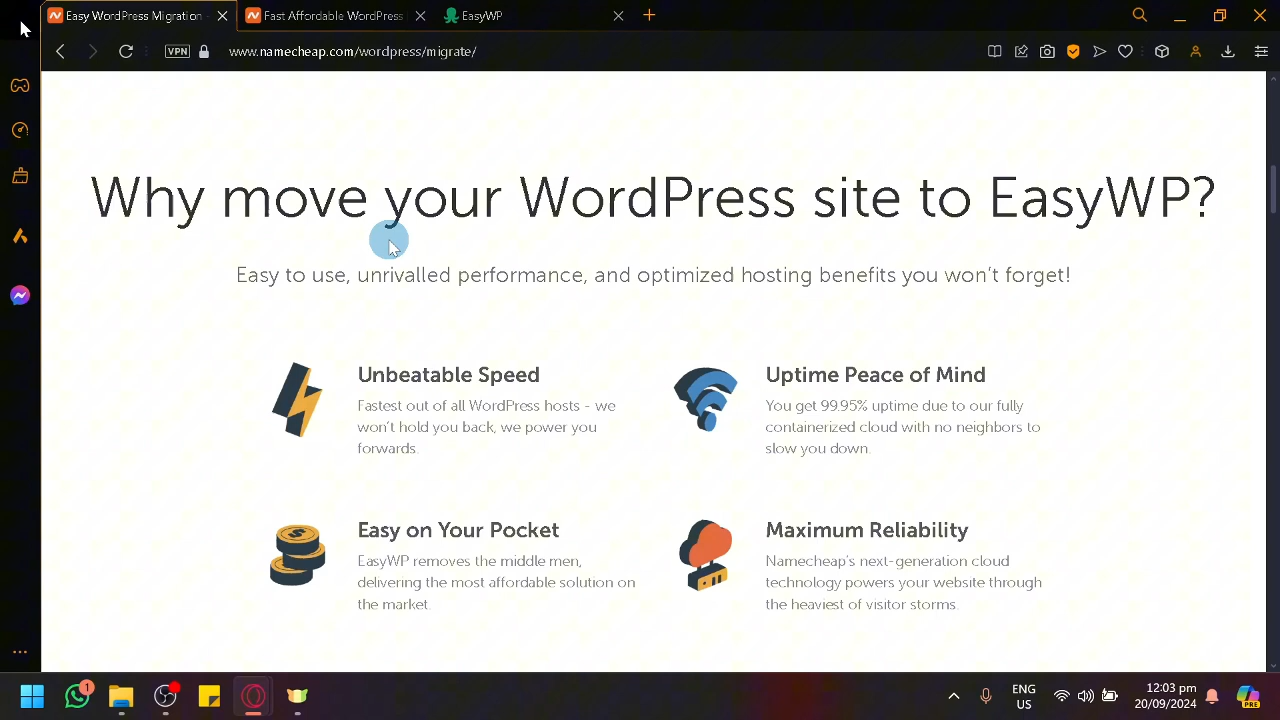 Easy WordPress Migration
Fast Affordable WordPress
EasyWP
VPN
www.namecheap.com/wordpress/migrate/
Why move your WordPress site to EasyWP?
Easy to use, unrivalled performance, and optimized hosting benefits you won't forget!
Unbeatable Speed
Fastest out of all WordPress hosts - we
won't hold you back, we power you
forwards.
Uptime Peace of Mind
You get 99.95% uptime due to our fully
containerized cloud with no neighbors to
slow you down.
Easy on Your Pocket
EasyWP removes the middle men,
delivering the most affordable solution on
the market.
Maximum Reliability
Namecheap's next-generation cloud
technology powers your website through
the heaviest of visitor storms.
1
ENG
US
12:03 pm
20/09/2024
PRE